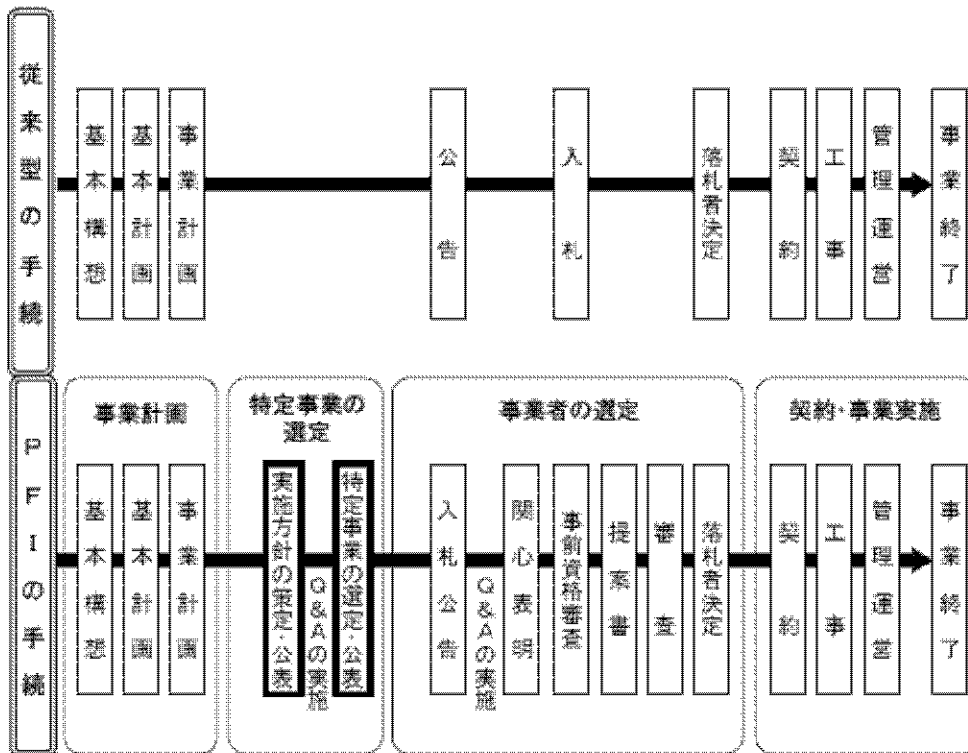 従来型の手続
基本構想
基本計画
事業計画
公告
入札
落札者決定
契約
工事
管理運営
事業終了
PFIの手続
事業計画
基本構想
基本計画
事業計画
特定事業の
選定
実施方針の策定・公表
Q&Aの実施
特定事業の選定・公表
事業者の選定
入札公告
Q&Aの実施
関心表明
事前資格審査
提案書
審査
落札者決定
契約・事業実施
契約
工事
管理運営
事業終了